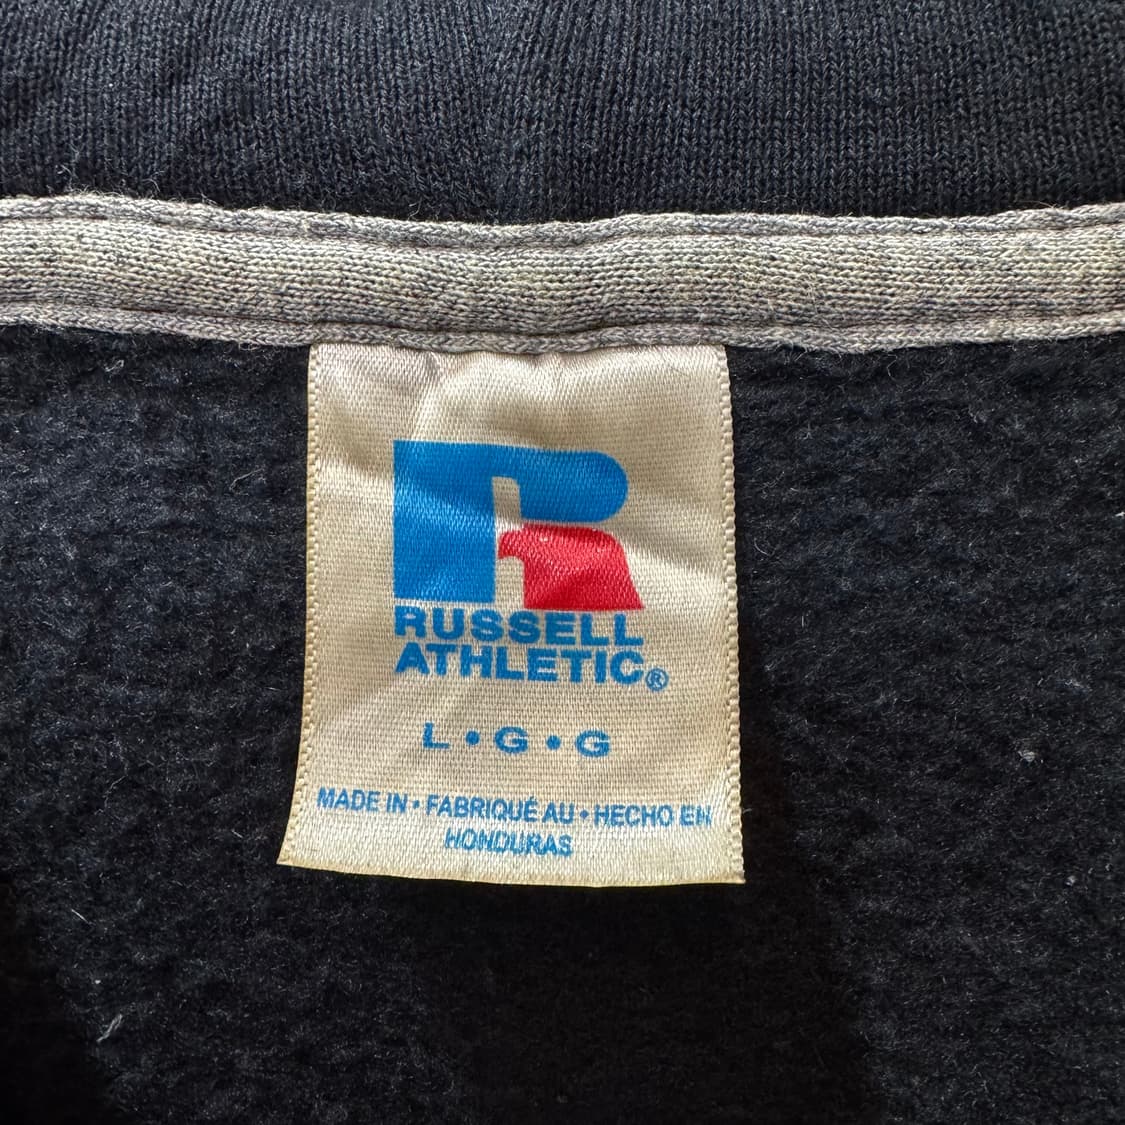 R
RUSSELL
ATHLETIC®
L • G • G
MADE IN • FABRIQUÉ AU • HECHO EN
HONDURAS